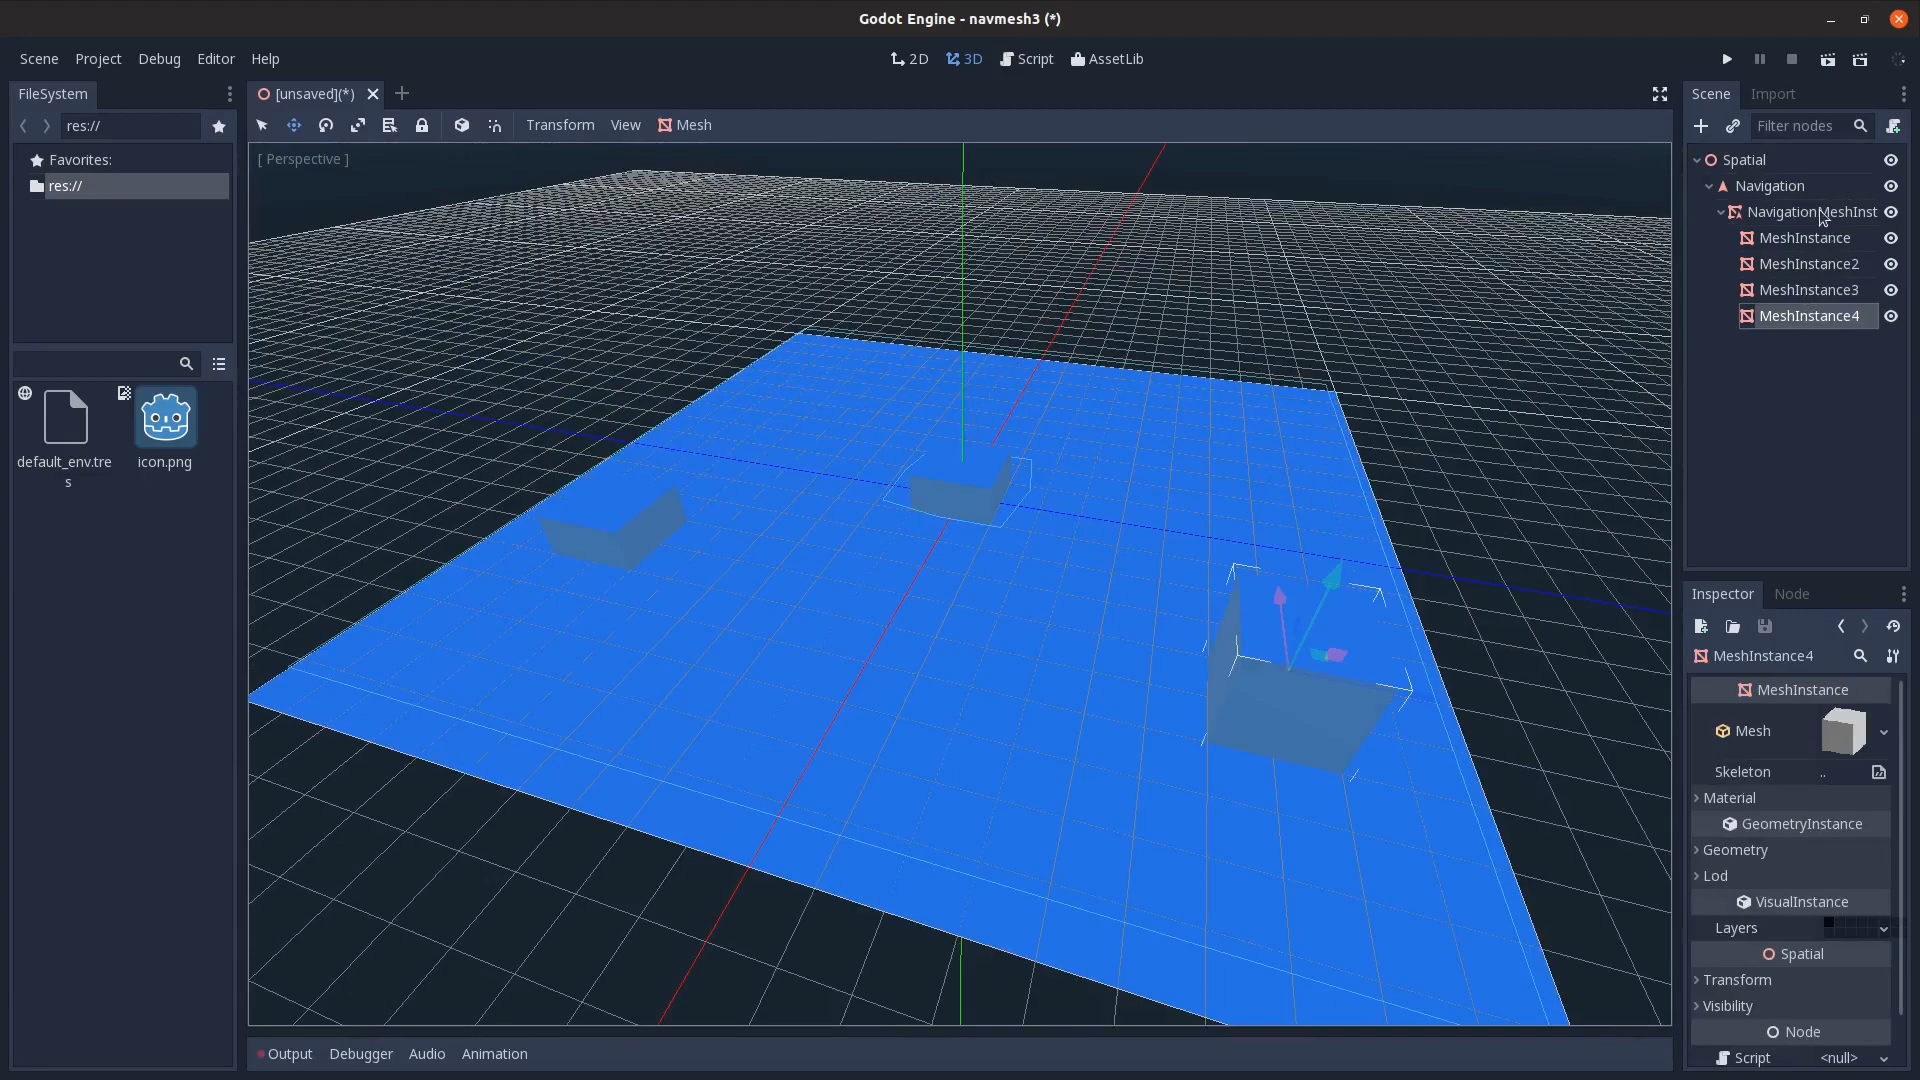 Godot Engine - navmesh3 (*)
Scene Project Debug Editor Help
2D 3D Script AssetLib
FileSystem
[unsaved](*)
Scene Import
res://
Transform View Mesh
Filter nodes
Favorites:
res://
[ Perspective ]
Spatial
Navigation
NavigationMeshInst
MeshInstance
MeshInstance2
MeshInstance3
MeshInstance4
default_env.tre
s
icon.png
Inspector Node
MeshInstance4
MeshInstance
Mesh
Skeleton ..
Material
GeometryInstance
Geometry
Lod
VisualInstance
Layers
Spatial
Transform
Visibility
Node
Script <null>
Output Debugger Audio Animation